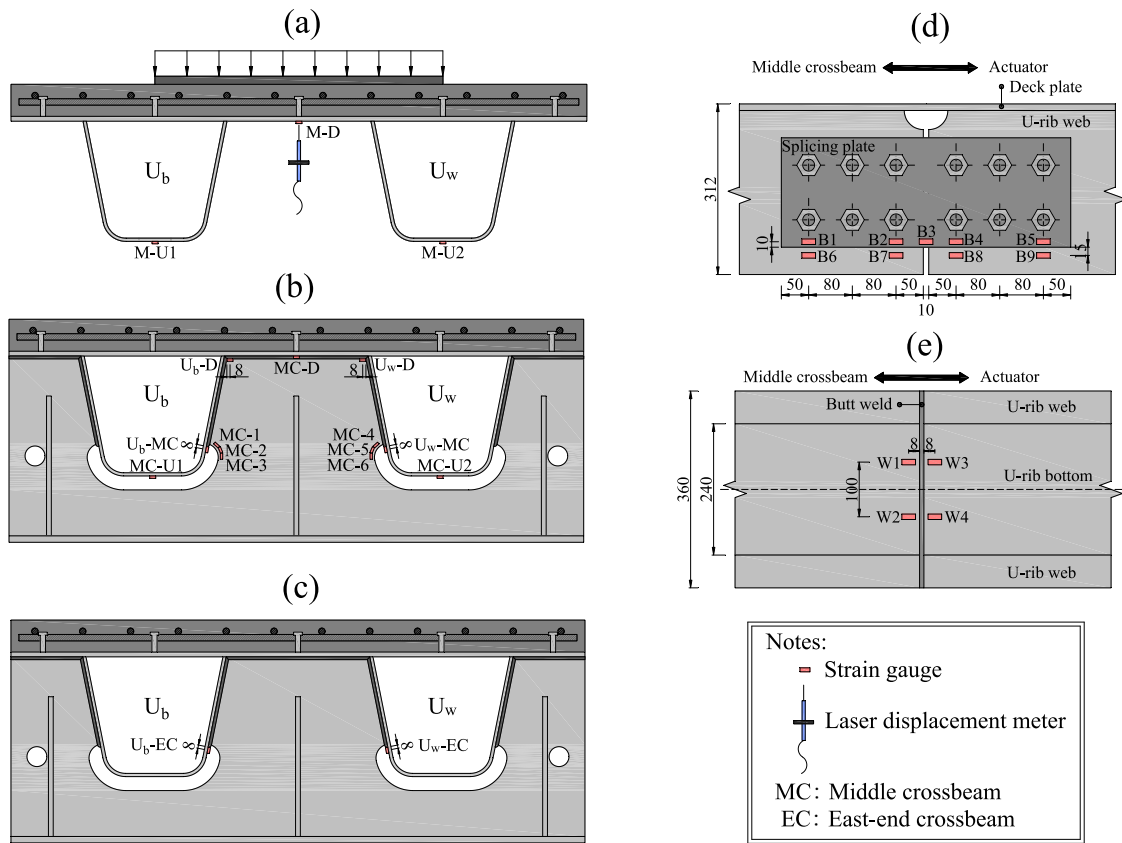 (a)
M-D
Ub
Uw
M-U1
M-U2
(b)
Ub-D
8
MC-D
Uw-D
8
Ub
Uw
Ub-MC
8
MC-1
MC-2
MC-3
MC-4
MC-5
MC-6
8
Uw-MC
MC-U1
MC-U2
(c)
Ub
Uw
Ub-EC
8
8
Uw-EC
(d)
Middle crossbeam
Actuator
Deck plate
U-rib web
Splicing plate
312
10
B1
B2
B3
B4
B5
B6
B7
B8
B9
15
50
80
80
50
50
80
80
50
10
(e)
Middle crossbeam
Actuator
Butt weld
U-rib web
8
8
W1
W3
U-rib bottom
360
240
100
W2
W4
U-rib web
Notes:
Strain gauge
Laser displacement meter
MC: Middle crossbeam
EC: East-end crossbeam